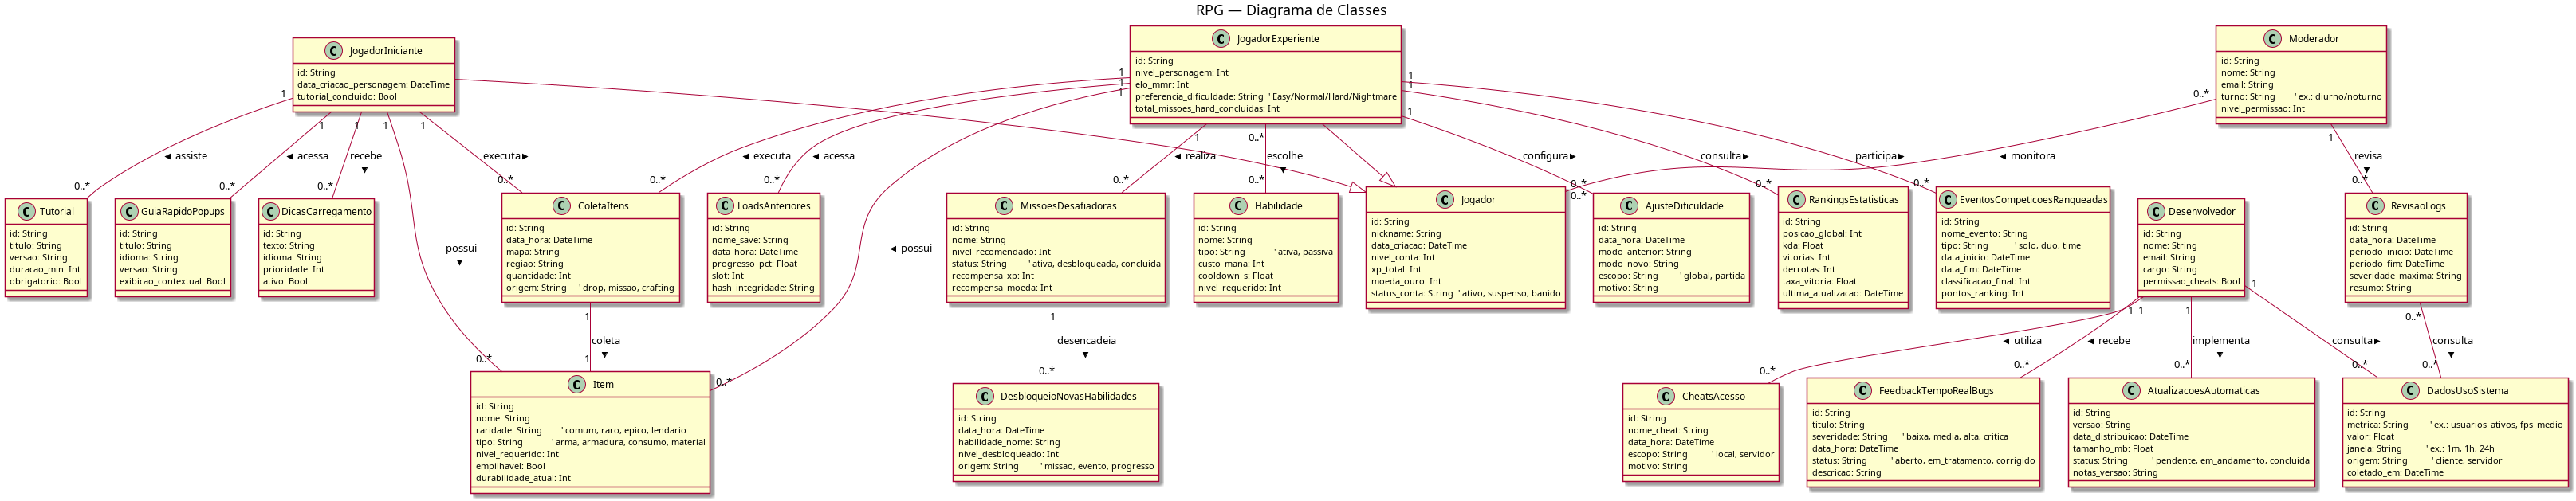 RPG — Diagrama de Classes
C JogadorIniciante
id: String
data_criacao_personagem: DateTime
tutorial_concluido: Bool
C JogadorExperiente
id: String
nivel_personagem: Int
elo_mmr: Int
preferencia_dificuldade: String ' Easy/Normal/Hard/Nightmare
total_missoes_hard_concluidas: Int
C Moderador
id: String
nome: String
email: String
turno: String ' ex.: diurno/noturno
nivel_permissao: Int
1
1
1
1
1
1
1
1
1
1
1
0..*
1
0..*
1
◄ assiste
◄ acessa
recebe
▼
executa►
◄ executa
◄ acessa
◄ realiza
escolhe
▼
configura►
consulta►
participa►
◄ monitora
revisa
▼
0..*
0..*
0..*
0..*
0..*
0..*
0..*
0..*
0..*
0..*
0..*
0..*
0..*
possui
▼
◄ possui
C Tutorial
id: String
titulo: String
versao: String
duracao_min: Int
obrigatorio: Bool
C GuiaRapidoPopups
id: String
titulo: String
idioma: String
versao: String
exibicao_contextual: Bool
C DicasCarregamento
id: String
texto: String
idioma: String
prioridade: Int
ativo: Bool
C ColetaItens
id: String
data_hora: DateTime
mapa: String
regiao: String
quantidade: Int
origem: String ' drop, missao, crafting
C LoadsAnteriores
id: String
nome_save: String
data_hora: DateTime
progresso_pct: Float
slot: Int
hash_integridade: String
C MissoesDesafiadoras
id: String
nome: String
nivel_recomendado: Int
status: String ' ativa, desbloqueada, concluida
recompensa_xp: Int
recompensa_moeda: Int
C Habilidade
id: String
nome: String
tipo: String ' ativa, passiva
custo_mana: Int
cooldown_s: Float
nivel_requerido: Int
C Jogador
id: String
nickname: String
data_criacao: DateTime
nivel_conta: Int
xp_total: Int
moeda_ouro: Int
status_conta: String ' ativo, suspenso, banido
C AjusteDificuldade
id: String
data_hora: DateTime
modo_anterior: String
modo_novo: String
escopo: String ' global, partida
motivo: String
C RankingsEstatisticas
id: String
posicao_global: Int
kda: Float
vitorias: Int
derrotas: Int
taxa_vitoria: Float
ultima_atualizacao: DateTime
C EventosCompeticoesRanqueadas
id: String
nome_evento: String
tipo: String ' solo, duo, time
data_inicio: DateTime
data_fim: DateTime
classificacao_final: Int
pontos_ranking: Int
C Desenvolvedor
id: String
nome: String
email: String
cargo: String
permissao_cheats: Bool
C RevisaoLogs
id: String
data_hora: DateTime
periodo_inicio: DateTime
periodo_fim: DateTime
severidade_maxima: String
resumo: String
1
1
1
1
1
1
0..*
coleta
▼
desencadeia
▼
◄ utiliza
◄ recebe
implementa
▼
consulta►
consulta
▼
0..*
1
0..*
0..*
0..*
0..*
0..*
0..*
0..*
C Item
id: String
nome: String
raridade: String ' comum, raro, epico, lendario
tipo: String ' arma, armadura, consumo, material
nivel_requerido: Int
empilhavel: Bool
durabilidade_atual: Int
C DesbloqueioNovasHabilidades
id: String
data_hora: DateTime
habilidade_nome: String
nivel_desbloqueado: Int
origem: String ' missao, evento, progresso
C CheatsAcesso
id: String
nome_cheat: String
data_hora: DateTime
escopo: String ' local, servidor
motivo: String
C FeedbackTempoRealBugs
id: String
titulo: String
severidade: String ' baixa, media, alta, critica
data_hora: DateTime
status: String ' aberto, em_tratamento, corrigido
descricao: String
C AtualizacoesAutomaticas
id: String
versao: String
data_distribuicao: DateTime
tamanho_mb: Float
status: String ' pendente, em_andamento, concluida
notas_versao: String
C DadosUsoSistema
id: String
metrica: String ' ex.: usuarios_ativos, fps_medio
valor: Float
janela: String ' ex.: 1m, 1h, 24h
origem: String ' cliente, servidor
coletado_em: DateTime